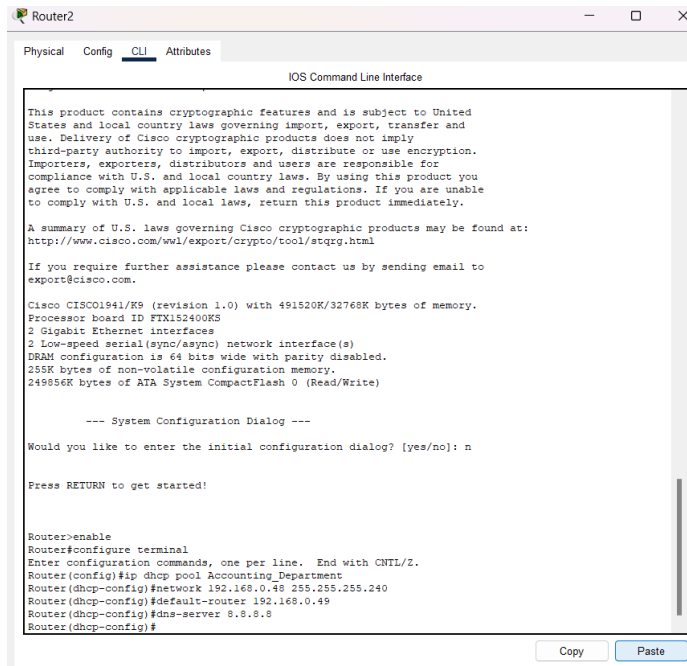 Router2
Physical Config CLI Attributes
IOS Command Line Interface
This product contains cryptographic features and is subject to United
States and local country laws governing import, export, transfer and
use. Delivery of Cisco cryptographic products does not imply
third-party authority to import, export, distribute or use encryption.
Importers, exporters, distributors and users are responsible for
compliance with U.S. and local country laws. By using this product you
agree to comply with applicable laws and regulations. If you are unable
to comply with U.S. and local laws, return this product immediately.
A summary of U.S. laws governing Cisco cryptographic products may be found at:
http://www.cisco.com/wwl/export/crypto/tool/stqrg.html
If you require further assistance please contact us by sending email to
export@cisco.com.
Cisco CISCO1941/K9 (revision 1.0) with 491520K/32768K bytes of memory.
Processor board ID FTX152400KS
2 Gigabit Ethernet interfaces
2 Low-speed serial(sync/async) network interface(s)
DRAM configuration is 64 bits wide with parity disabled.
255K bytes of non-volatile configuration memory.
249856K bytes of ATA System CompactFlash 0 (Read/Write)
--- System Configuration Dialog ---
Would you like to enter the initial configuration dialog? [yes/no]: n
Press RETURN to get started!
Router>enable
Router#configure terminal
Enter configuration commands, one per line. End with CNTL/Z.
Router(config)#ip dhcp pool Accounting_Department
Router(dhcp-config)#network 192.168.0.48 255.255.255.240
Router(dhcp-config)#default-router 192.168.0.49
Router(dhcp-config)#dns-server 8.8.8.8
Router(dhcp-config)#
Copy Paste